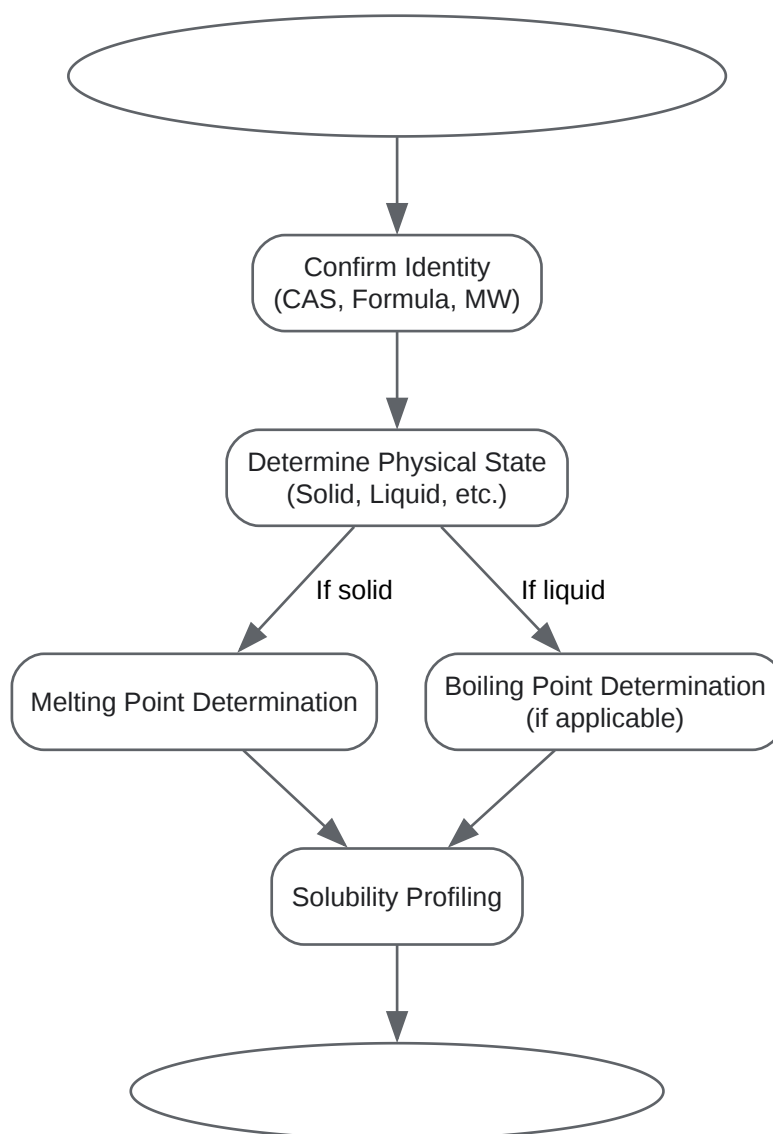 Confirm Identity
(CAS, Formula, MW)
Determine Physical State
(Solid, Liquid, etc.)
If solid
If liquid
Melting Point Determination
Boiling Point Determination
(if applicable)
Solubility Profiling